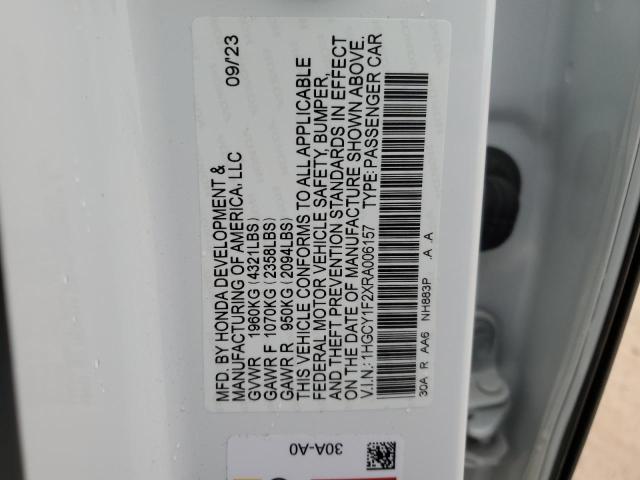 MFD. BY HONDA DEVELOPMENT &
MANUFACTURING OF AMERICA, LLC 09/'23
GVWR 1960KG (4321LBS)
GAWR F 1070KG (2358LBS)
GAWR R 950KG (2094LBS)
THIS VEHICLE CONFORMS TO ALL APPLICABLE
FEDERAL MOTOR VEHICLE SAFETY, BUMPER,
AND THEFT PREVENTION STANDARDS IN EFFECT
ON THE DATE OF MANUFACTURE SHOWN ABOVE.
V.I.N.: 1HGCY1F2XRA006157 TYPE: PASSENGER CAR
30A R AA6 NH883P A A
30A-A0